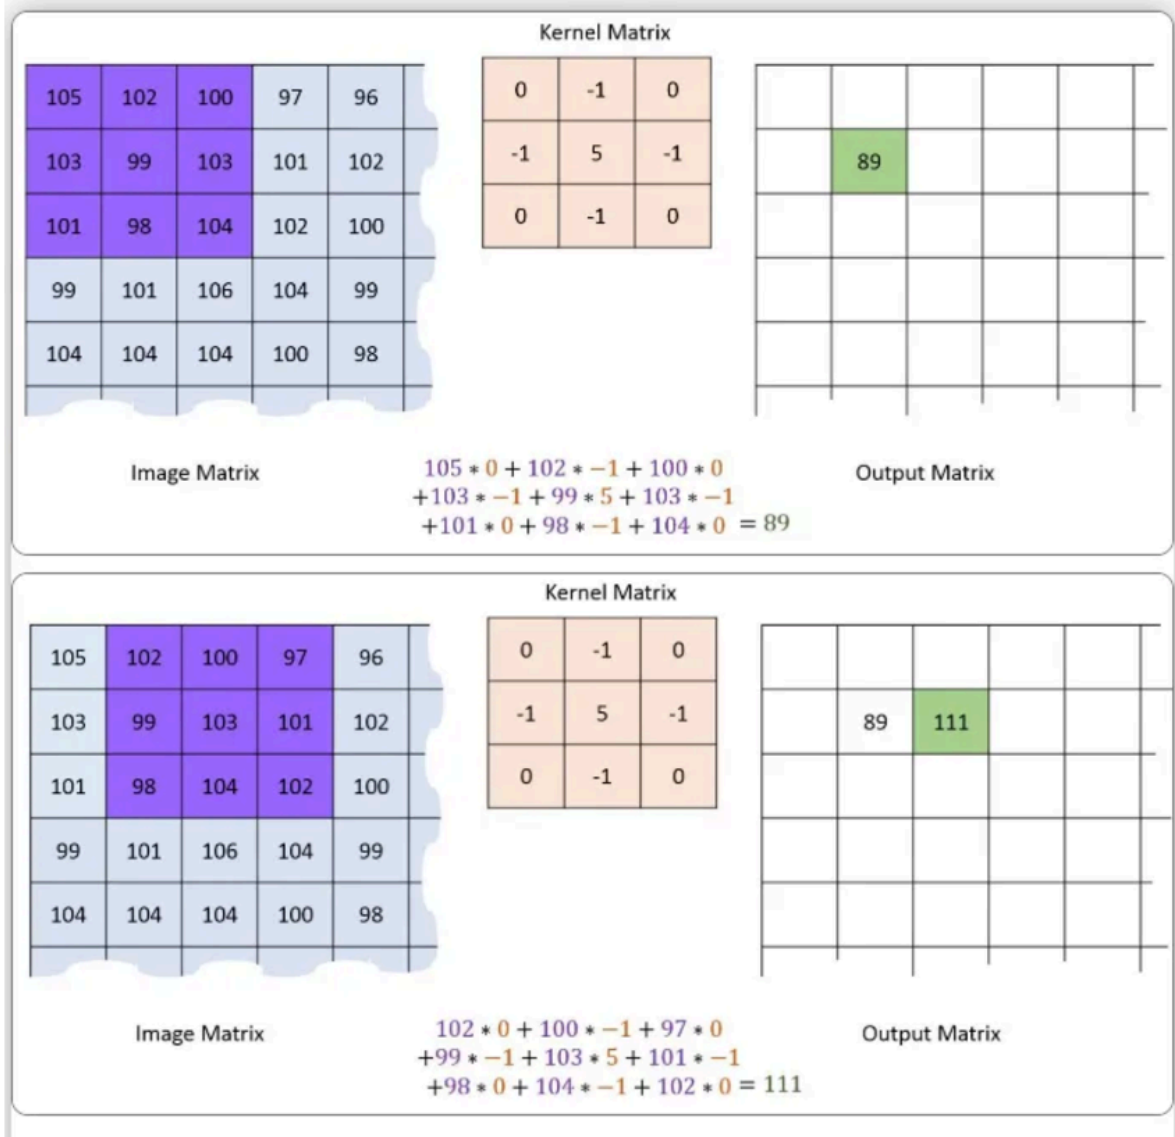 Kernel Matrix
105 102 100 97 96
103 99 103 101 102
101 98 104 102 100
99 101 106 104 99
104 104 104 100 98
0 -1 0
-1 5 -1
0 -1 0
89
Image Matrix
105 * 0 + 102 * −1 + 100 * 0
+103 * −1 + 99 * 5 + 103 * −1
+101 * 0 + 98 * −1 + 104 * 0 = 89
Output Matrix
Kernel Matrix
105 102 100 97 96
103 99 103 101 102
101 98 104 102 100
99 101 106 104 99
104 104 104 100 98
0 -1 0
-1 5 -1
0 -1 0
89 111
Image Matrix
102 * 0 + 100 * −1 + 97 * 0
+99 * −1 + 103 * 5 + 101 * −1
+98 * 0 + 104 * −1 + 102 * 0 = 111
Output Matrix